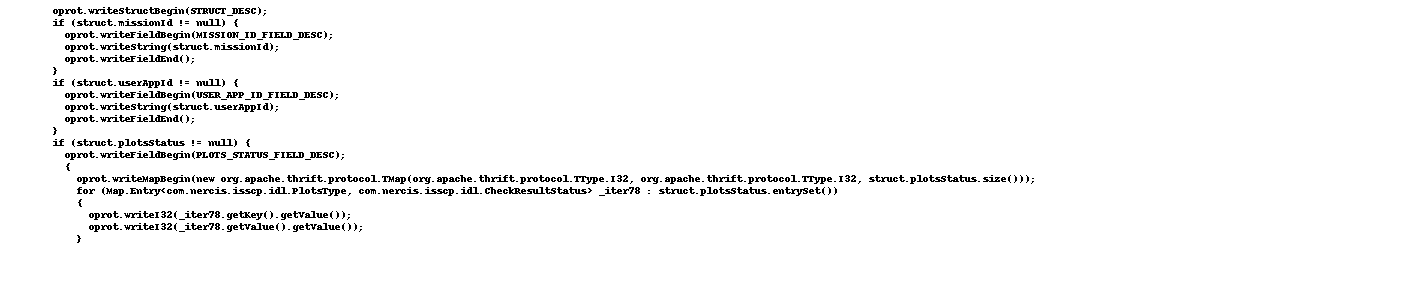 oprot.writeStructBegin(STRUCT_DESC);
if (struct.missionId != null) {
oprot.writeFieldBegin(MISSION_ID_FIELD_DESC);
oprot.writeString(struct.missionId);
oprot.writeFieldEnd();
}
if (struct.userAppId != null) {
oprot.writeFieldBegin(USER_APP_ID_FIELD_DESC);
oprot.writeString(struct.userAppId);
oprot.writeFieldEnd();
}
if (struct.plotsStatus != null) {
oprot.writeFieldBegin(PLOTS_STATUS_FIELD_DESC);
{
oprot.writeMapBegin(new org.apache.thrift.protocol.TMap(org.apache.thrift.protocol.TType.I32, org.apache.thrift.protocol.TType.I32, struct.plotsStatus.size()));
for (Map.Entry<com.nercis.isscp.idl.PlotsType, com.nercis.isscp.idl.CheckResultStatus> _iter78 : struct.plotsStatus.entrySet())
{
oprot.writeI32(_iter78.getKey().getValue());
oprot.writeI32(_iter78.getValue().getValue());
}